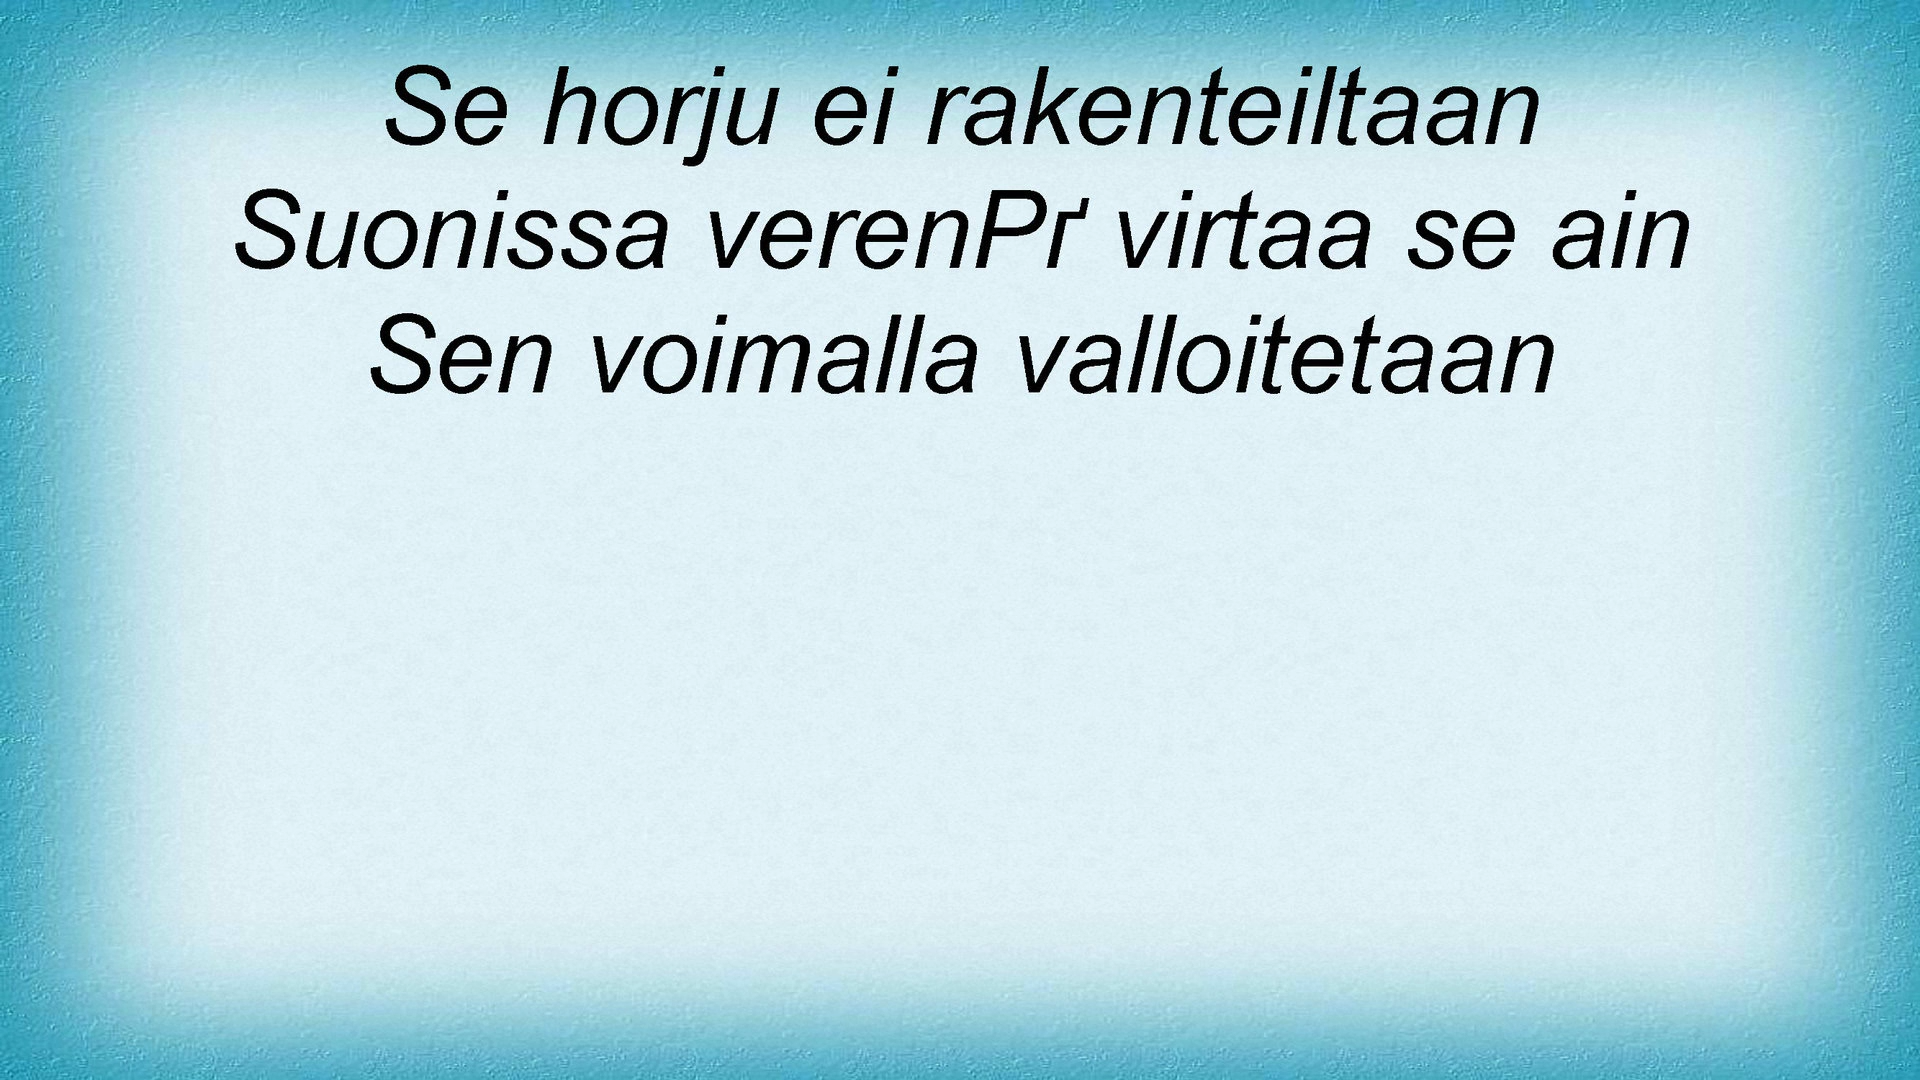 Se horju ei rakenteiltaan
Suonissa verenPґ virtaa se ain
Sen voimalla valloitetaan